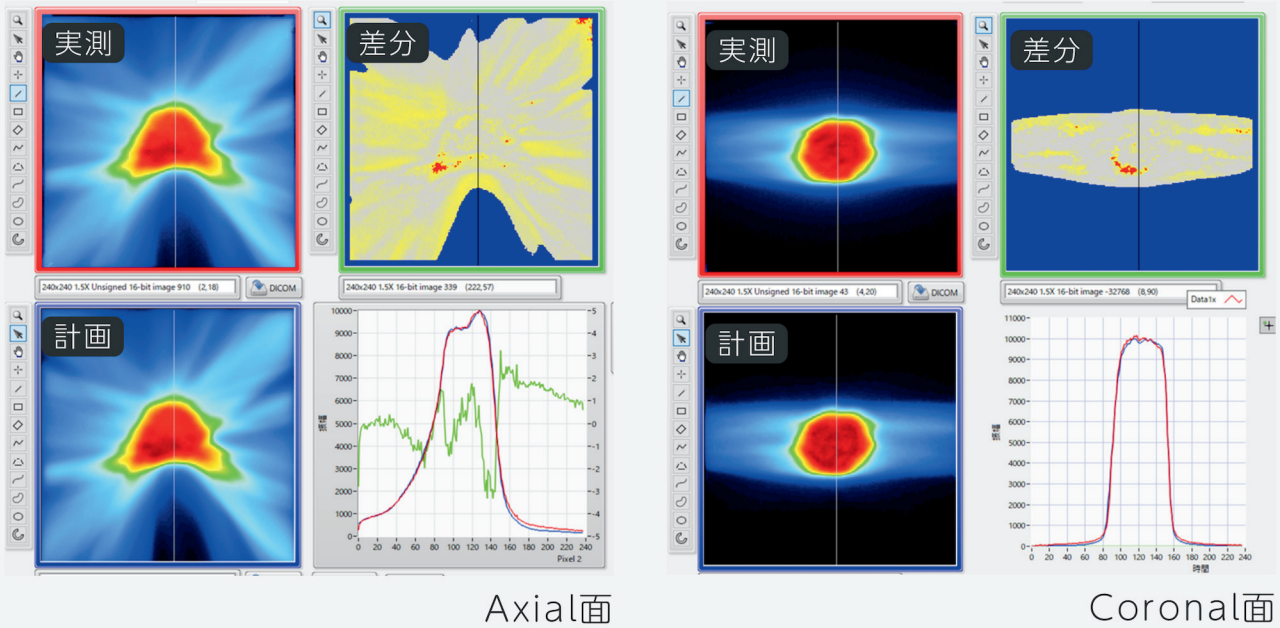 実測
差分
240x240 1.5X Unsigned 16-bit image 910 (2,18)
DICOM
240x240 1.5X 16-bit image 339 (222,57)
計画
10000
9000
8000
7000
6000
5000
4000
3000
2000
1000
0
振幅
5
4
3
2
1
0
-1
-2
-3
-4
-5
0 20 40 60 80 100 120 140 160 180 200 220 240
Pixel 2
Axial面
実測
差分
240x240 1.5X Unsigned 16-bit image 43 (4,20)
DICOM
240x240 1.5X 16-bit image -32768 (8,90)
Data1x
計画
11000
10000
9000
8000
7000
6000
5000
4000
3000
2000
1000
0
振幅
0 20 40 60 80 100 120 140 160 180 200 220 240
時間
Coronal面